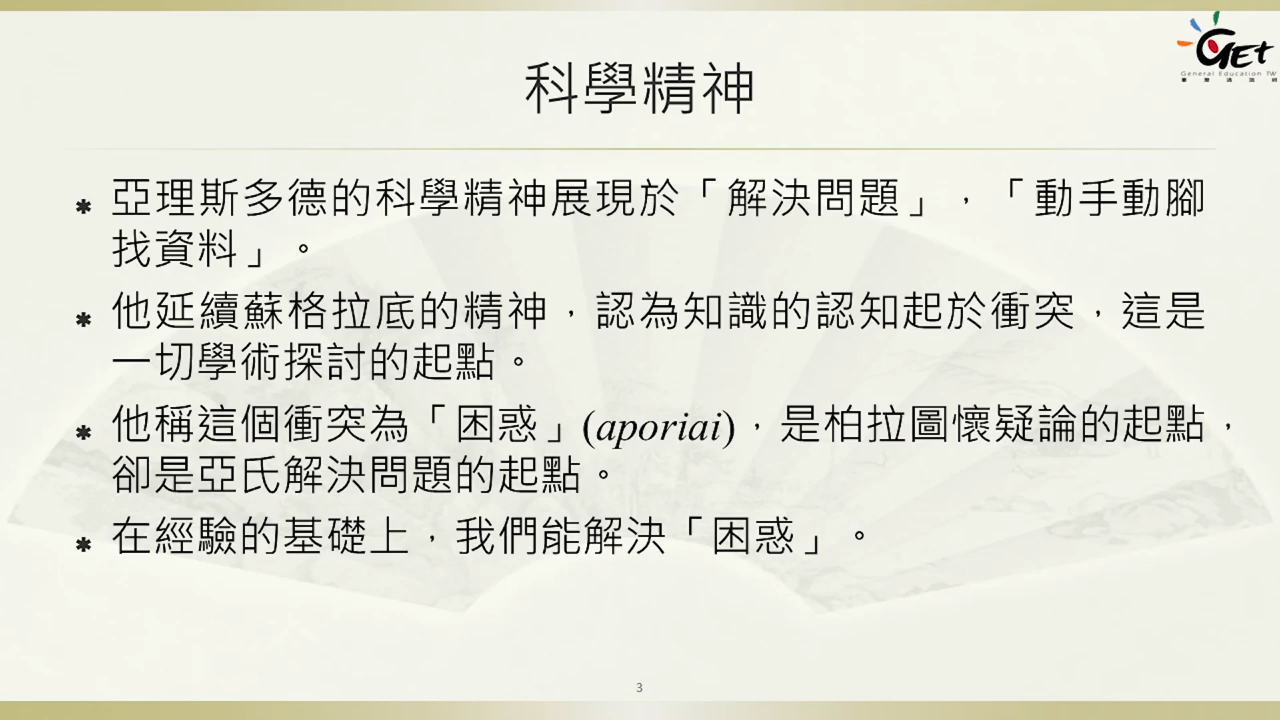 GET
General Education TW
科學精神
* 亞理斯多德的科學精神展現於「解決問題」，「動手動腳
找資料」。
* 他延續蘇格拉底的精神，認為知識的認知起於衝突，這是
一切學術探討的起點。
* 他稱這個衝突為「困惑」(aporiai)，是柏拉圖懷疑論的起點，
卻是亞氏解決問題的起點。
* 在經驗的基礎上，我們能解決「困惑」。
3